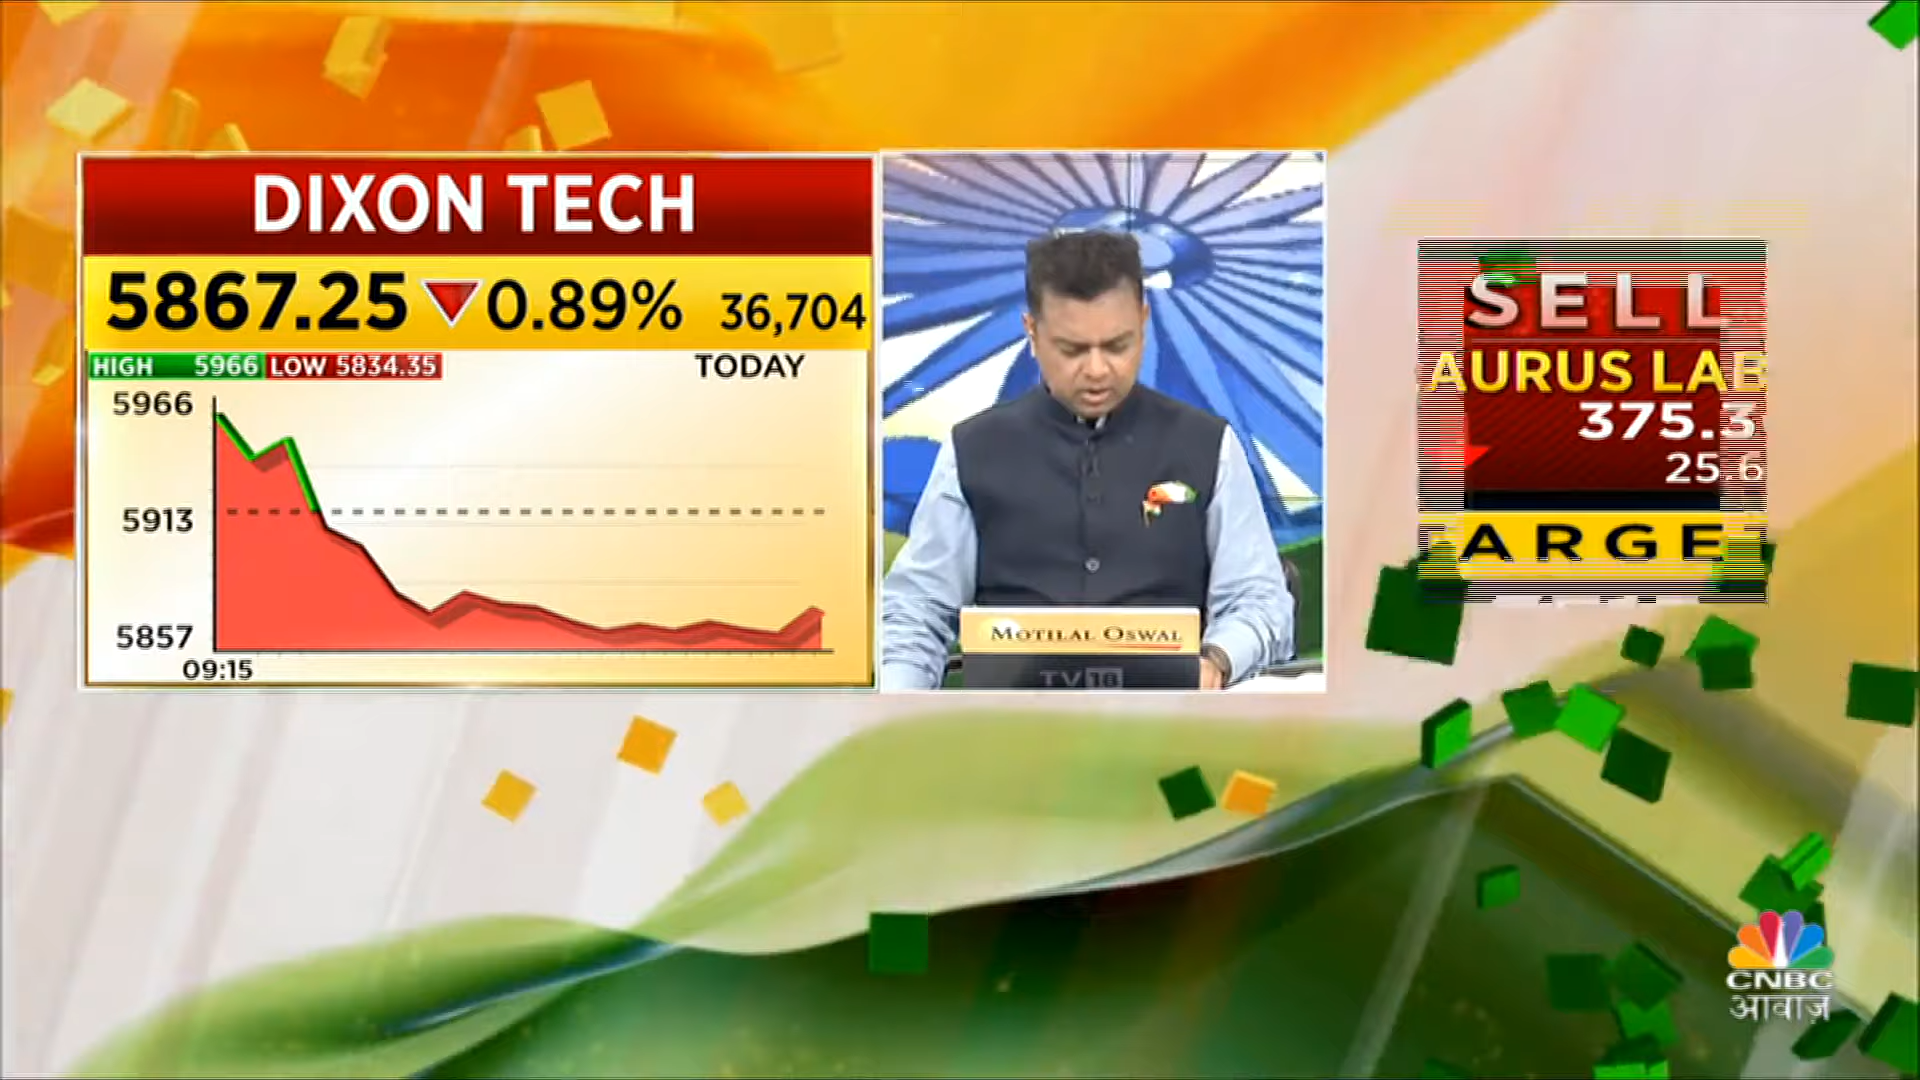 DIXON TECH
5867.25 0.89% 36,704
HIGH 5966 LOW 5834.35 TODAY
5966
5913
5857
09:15
MOTILAL OSWAL
TV18
SELL
AURUS LAB
375.3
25.6
ARGE
CNBC
आवाज़